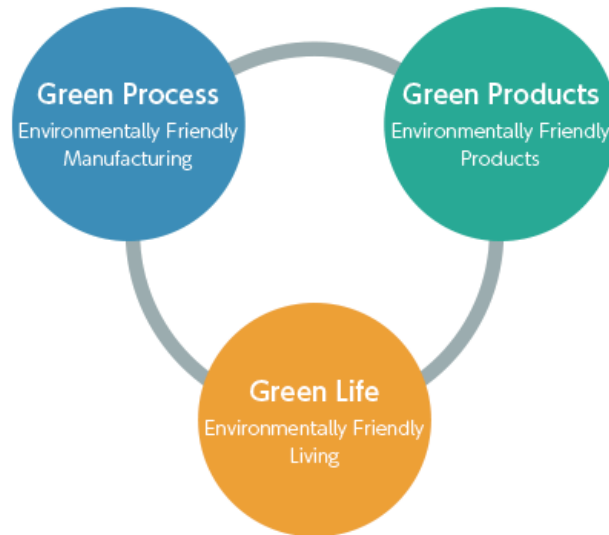 Green Process
Environmentally Friendly
Manufacturing
Green Products
Environmentally Friendly
Products
Green Life
Environmentally Friendly
Living